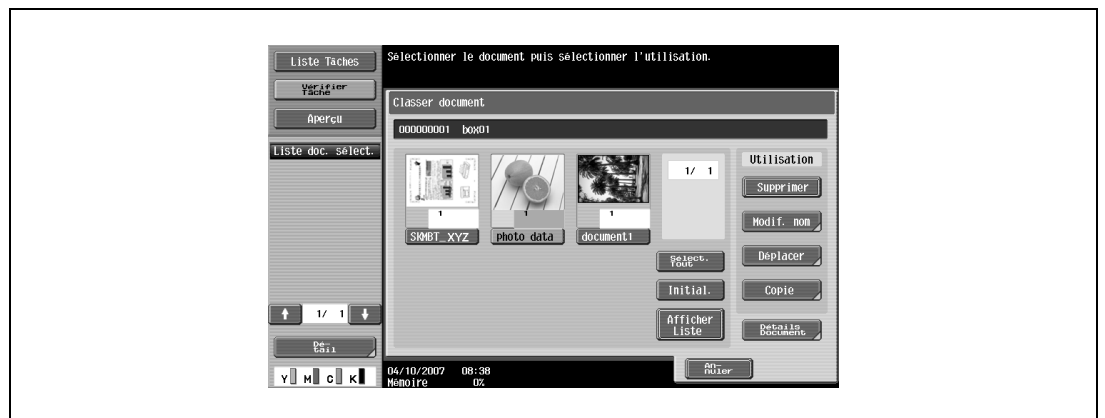 Liste Tâches
Vérifier
Tâche
Aperçu
Liste doc. sélect.
1/ 1
Dé-
tail
Y M C K
Sélectionner le document puis sélectionner l'utilisation.
Classer document
000000001 box01
1
SKMBT_XYZ
1
photo data
1
document1
1/ 1
Sélect.
Tout
Initial.
Afficher
Liste
Utilisation
Supprimer
Modif. nom
Déplacer
Copie
Détails
Document
An-
nuler
04/10/2007 08:38
Mémoire 0%